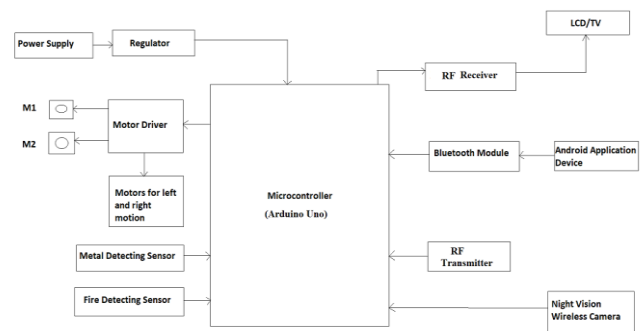 LCD/TV
Power Supply
Regulator
RF Receiver
M1
Motor Driver
M2
Bluetooth Module
Android Application
Device
Motors for left
and right
motion
Microcontroller
(Arduino Uno)
Metal Detecting Sensor
RF
Transmitter
Fire Detecting Sensor
Night Vision
Wireless Camera